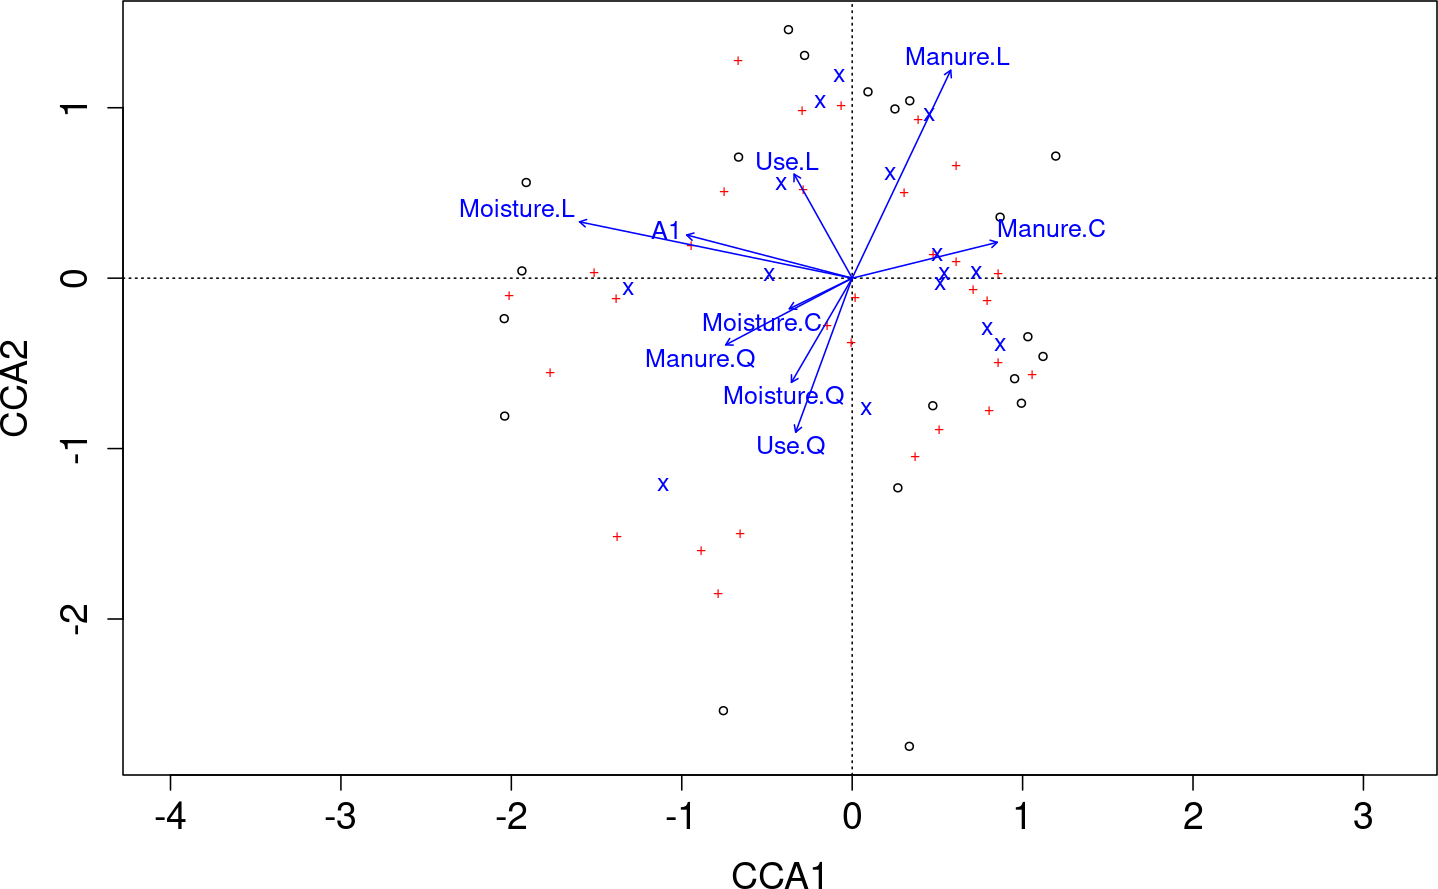 Manure.L
1
Use.L
Moisture.L
A1
Manure.C
0
Moisture.C
Manure.Q
Moisture.Q
Use.Q
-1
-2
CCA2
-4 -3 -2 -1 0 1 2 3
CCA1